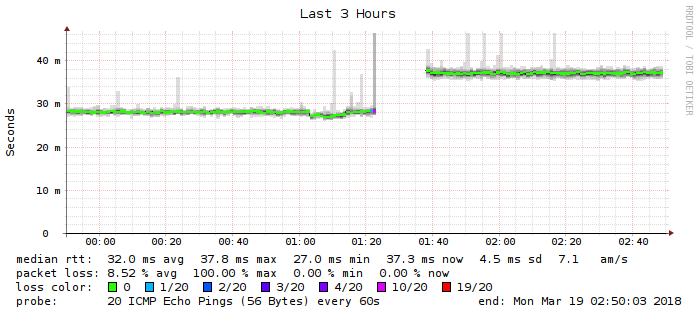 Last 3 Hours
RRDTOOL / TOBI OETIKER
Seconds
40 m
30 m
20 m
10 m
0
00:00 00:20 00:40 01:00 01:20 01:40 02:00 02:20 02:40
median rtt: 32.0 ms avg 37.8 ms max 27.0 ms min 37.3 ms now 4.5 ms sd 7.1 am/s
packet loss: 8.52 % avg 100.00 % max 0.00 % min 0.00 % now
loss color: 0 1/20 2/20 3/20 4/20 10/20 19/20
probe: 20 ICMP Echo Pings (56 Bytes) every 60s end: Mon Mar 19 02:50:03 2018